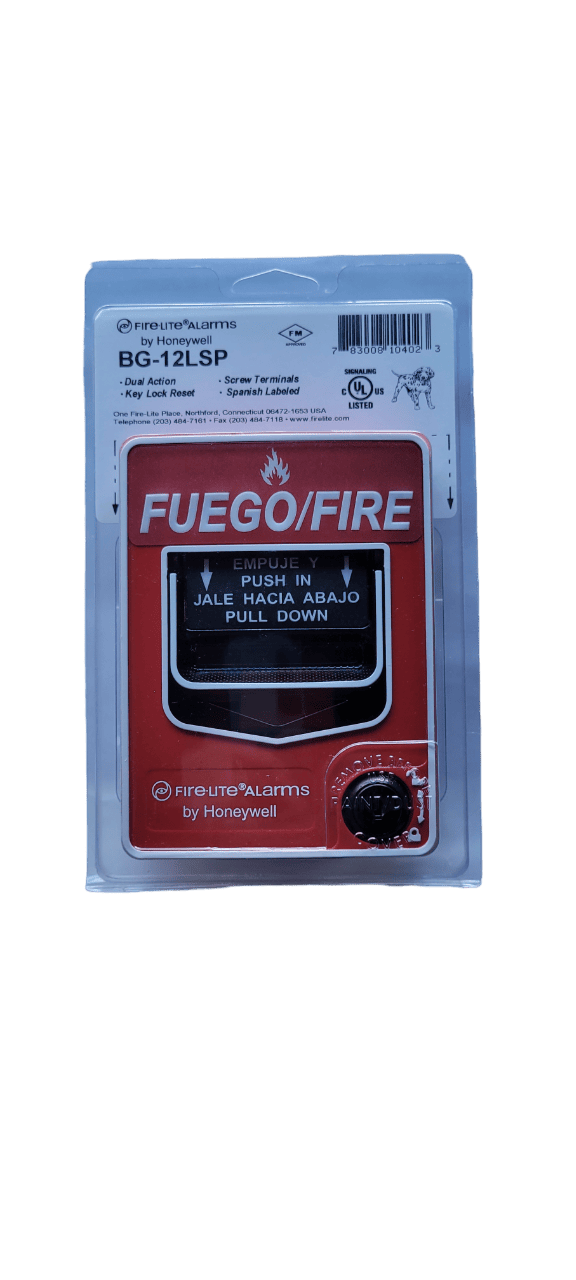 FIRE-LITE® ALARMS
by Honeywell
BG-12LSP
· Dual Action
· Key Lock Reset
· Screw Terminals
· Spanish Labeled
One Fire-Lite Place, Northford, Connecticut 06472-1653 USA
Telephone (203) 484-7161 • Fax (203) 484-7118 • www.firelite.com
FM
APPROVED
7 83008 10402 3
SIGNALING
C UL US
LISTED
FUEGO/FIRE
EMPUJE Y
PUSH IN
JALE HACIA ABAJO
PULL DOWN
FIRE-LITE® ALARMS
by Honeywell
REMOVE